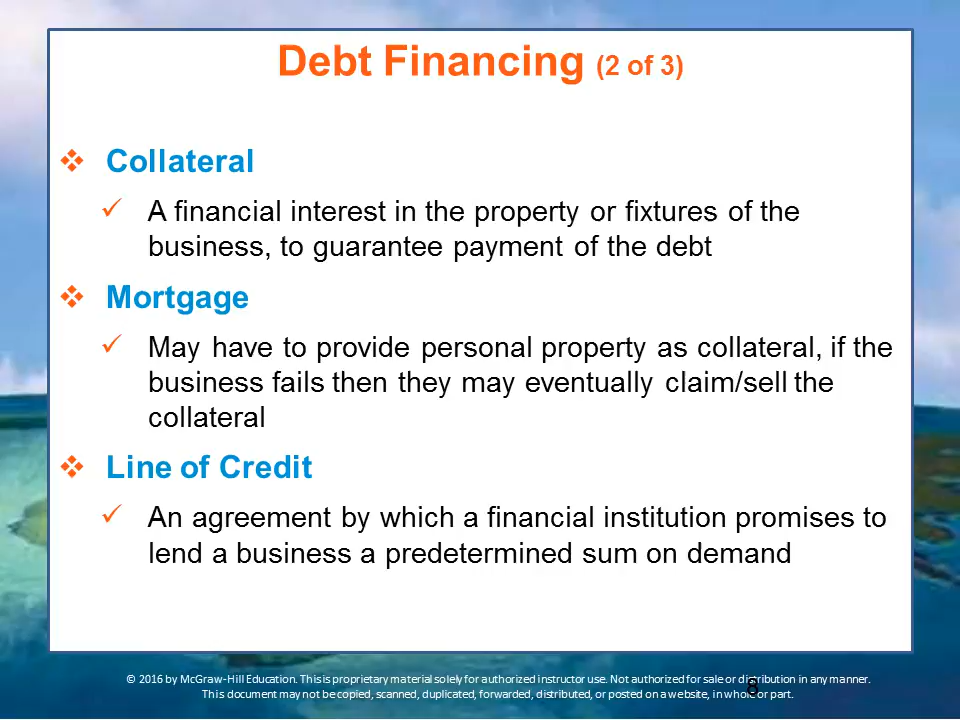 Debt Financing (2 of 3)
Collateral
A financial interest in the property or fixtures of the
business, to guarantee payment of the debt
Mortgage
May have to provide personal property as collateral, if the
business fails then they may eventually claim/sell the
collateral
Line of Credit
An agreement by which a financial institution promises to
lend a business a predetermined sum on demand
© 2016 by McGraw-Hill Education. This is proprietary material solely for authorized instructor use. Not authorized for sale or distribution in any manner.
This document may not be copied, scanned, duplicated, forwarded, distributed, or posted on a website, in whole or part.
8